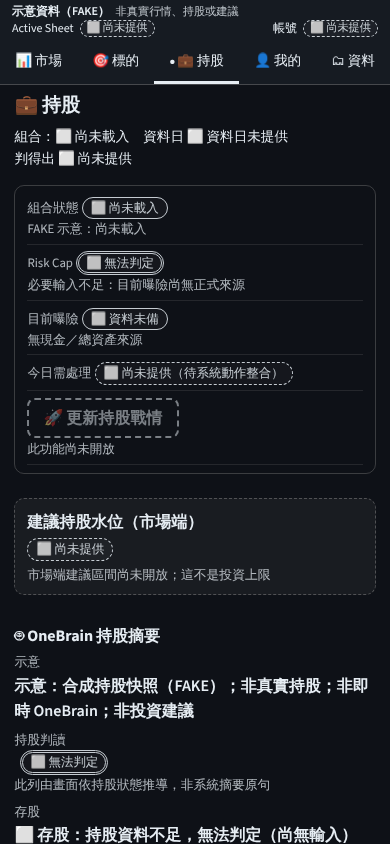 示意資料（FAKE） 非真實行情、持股或建議
Active Sheet ⬜ 尚未提供 帳號 ⬜ 尚未提供
📊 市場 🎯 標的 •💼 持股 👤 我的 🗂 資料
💼 持股
組合：⬜ 尚未載入 資料日 ⬜ 資料日未提供
判得出 ⬜ 尚未提供
組合狀態 ⬜ 尚未載入
FAKE 示意：尚未載入
Risk Cap ⬜ 無法判定
必要輸入不足：目前曝險尚無正式來源
目前曝險 ⬜ 資料未備
無現金／總資產來源
今日需處理 ⬜ 尚未提供（待系統動作整合）
🚀 更新持股戰情
此功能尚未開放
建議持股水位（市場端）
⬜ 尚未提供
市場端建議區間尚未開放；這不是投資上限
OneBrain 持股摘要
示意
示意：合成持股快照（FAKE）；非真實持股；非即
時 OneBrain；非投資建議
持股判讀
⬜ 無法判定
此列由畫面依持股狀態推導，非系統摘要原句
存股
⬜ 存股：持股資料不足，無法判定（尚無輸入）